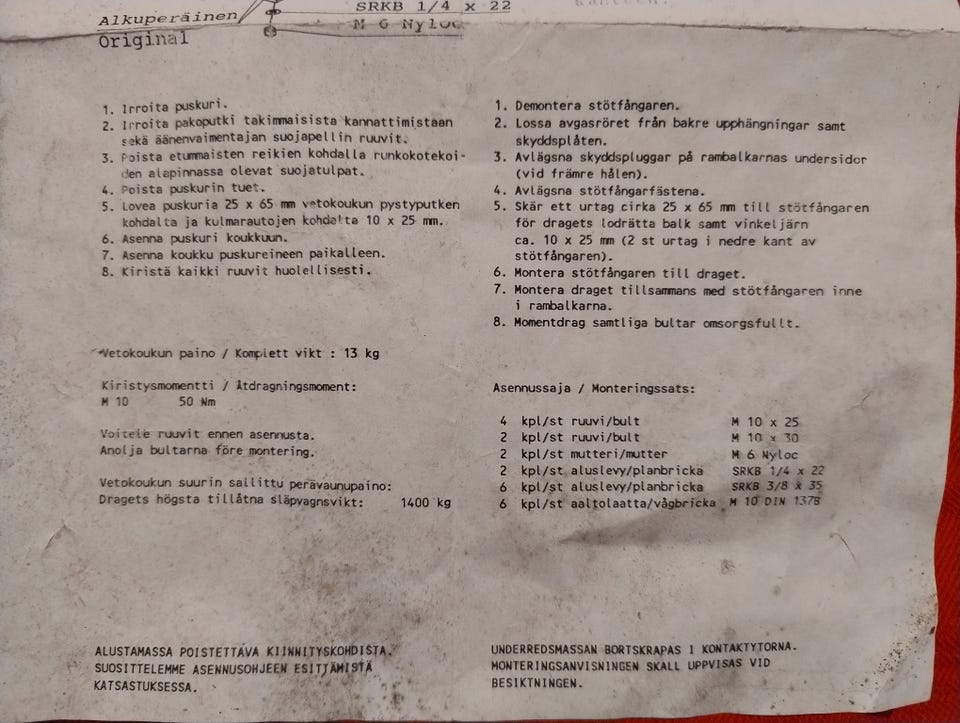 Alkuperäinen
Original
SRKB 1/4 x 22
M 6 Nyloc
1. Irroita puskuri.
2. Irroita pakoputki takimmaisista kannattimistaan
sekä äänenvaimentajan suojapellin ruuvit.
3. Poista etummaisten reikien kohdalla runkokotekoi-
den alapinnassa olevat suojatulpat.
4. Poista puskurin tuet.
5. Lovea puskuria 25 x 65 mm vetokoukun pystyputken
kohdalta ja kulmarautojen kohdalta 10 x 25 mm.
6. Asenna puskuri koukkuun.
7. Asenna koukku puskureineen paikalleen.
8. Kiristä kaikki ruuvit huolellisesti.
Vetokoukun paino / Komplett vikt : 13 kg
Kiristysmomentti / Åtdragningsmoment:
M 10 50 Nm
Voitele ruuvit ennen asennusta.
Anolja bultarna före montering.
Vetokoukun suurin sallittu perävaunupaino:
Dragets högsta tillåtna släpvagnsvikt: 1400 kg
ALUSTAMASSA POISTETTAVA KIINNITYSKOHDISTA.
SUOSITTELEMME ASENNUSOHJEEN ESITTÄMISTÄ
KATSASTUKSESSA.
1. Demontera stötfångaren.
2. Lossa avgasröret från bakre upphängningar samt
skyddsplåten.
3. Avlägsna skyddspluggar på rambalkarnas undersidor
(vid främre hålen).
4. Avlägsna stötfångarfästena.
5. Skär ett urtag cirka 25 x 65 mm till stötfångaren
för dragets lodrätta balk samt vinkeljärn
ca. 10 x 25 mm (2 st urtag i nedre kant av
stötfångaren).
6. Montera stötfångaren till draget.
7. Montera draget tillsammans med stötfångaren inne
i rambalkarna.
8. Momentdrag samtliga bultar omsorgsfullt.
Asennussaja / Monteringssats:
4 kpl/st ruuvi/bult M 10 x 25
2 kpl/st ruuvi/bult M 10 x 30
2 kpl/st mutteri/mutter M 6 Nyloc
2 kpl/st aluslevy/planbricka SRKB 1/4 x 22
6 kpl/st aluslevy/planbricka SRKB 3/8 x 35
6 kpl/st aaltolaatta/vågbricka M 10 DIN 137B
UNDERREDSMASSAN BORTSKRAPAS I KONTAKTYTORNA.
MONTERINGSANVISNINGEN SKALL UPPVISAS VID
BESIKTNINGEN.